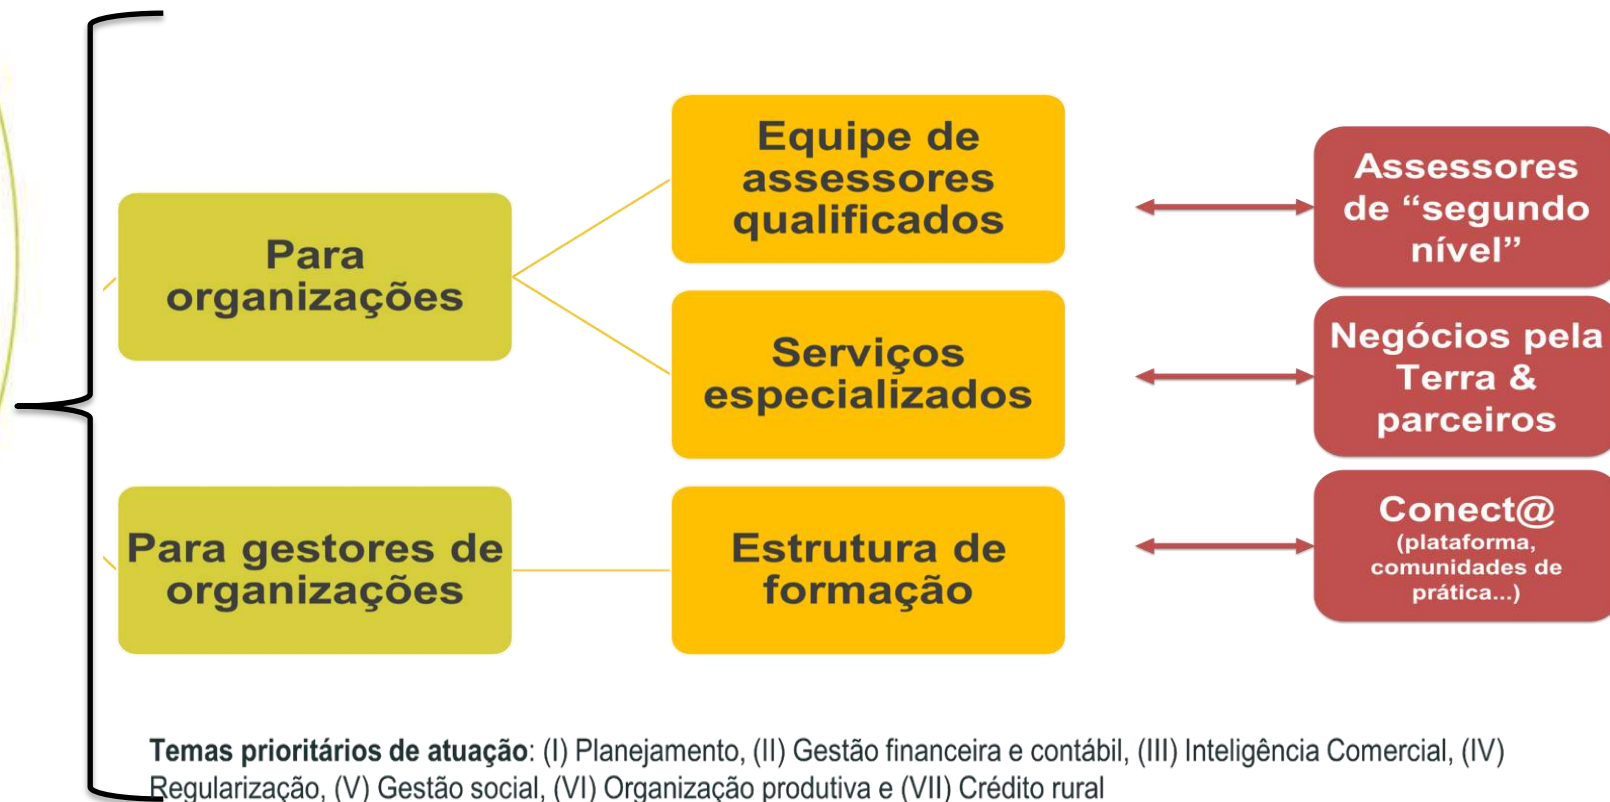 Para
organizações
Equipe de
assessores
qualificados
Serviços
especializados
Assessores
de “segundo
nível”
Negócios pela
Terra &
parceiros
Para gestores de
organizações
Estrutura de
formação
Conect@
(plataforma,
comunidades de
prática...)
Temas prioritários de atuação: (I) Planejamento, (II) Gestão financeira e contábil, (III) Inteligência Comercial, (IV)
Regularização, (V) Gestão social, (VI) Organização produtiva e (VII) Crédito rural